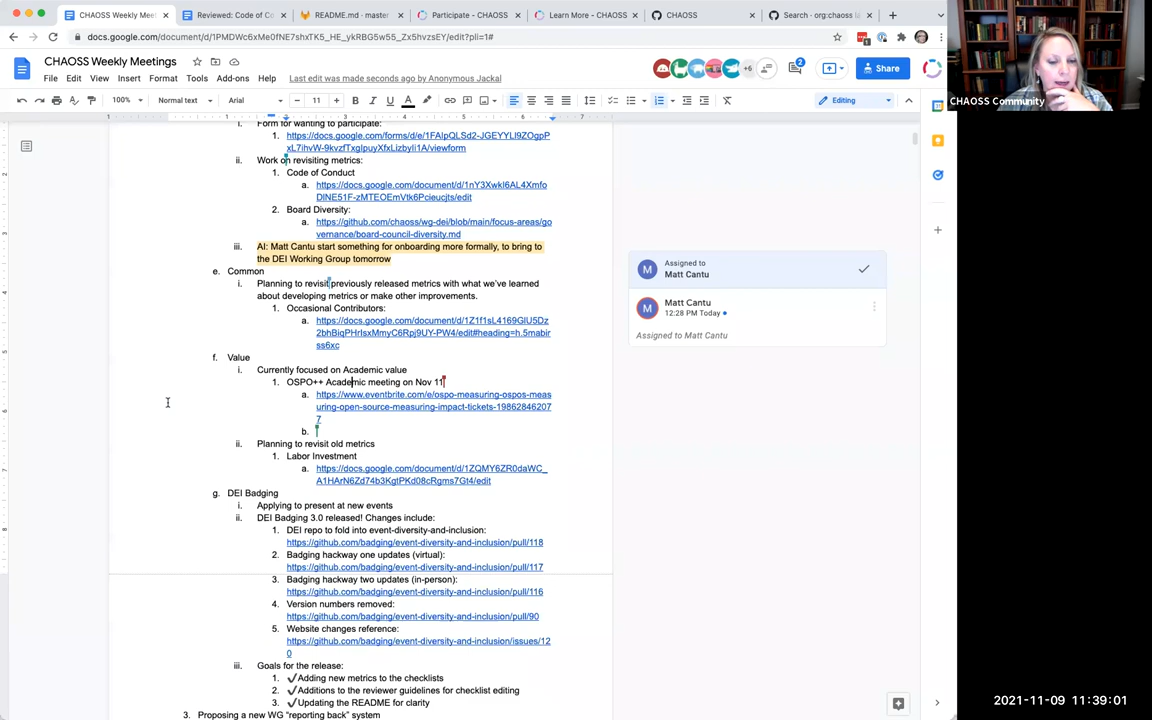 CHAOSS Weekly Meet
Reviewed: Code of Co
README.md · master
Participate – CHAOSS
Learn More – CHAOSS
CHAOSS
Search · org:chaoss la
docs.google.com/document/d/1PMDWc6xMe0fNE7shxTK5_HE_ykRBG5w55_Zx5hvzsEY/edit?pli=1#
CHAOSS Weekly Meetings
File Edit View Insert Format Tools Add-ons Help Last edit was made seconds ago by Anonymous Jackal
+6
2
Share
100% Normal text Arial 11 Editing
CHAOSS Community
i. Form for wanting to participate:
1. https://docs.google.com/forms/d/e/1FAIpQLSd2-JGEYYLl9ZOgpP
xL7ihvW-9kvzfTxglpuyXfxLizbyIi1A/viewform
ii. Work on revisiting metrics:
1. Code of Conduct
a. https://docs.google.com/document/d/1nY3XwkI6AL4Xmfo
DINE51F-zMTEOEmVtk6Pcieucjts/edit
2. Board Diversity:
a. https://github.com/chaoss/wg-dei/blob/main/focus-areas/go
vernance/board-council-diversity.md
iii. AI: Matt Cantu start something for onboarding more formally, to bring to
the DEI Working Group tomorrow
e. Common
i. Planning to revisit previously released metrics with what we've learned
about developing metrics or make other improvements.
1. Occasional Contributors:
a. https://docs.google.com/document/d/1Z1f1sL4169GlU5Dz
2bhBiqPHrIsxMmyC6Rpj9UY-PW4/edit#heading=h.5mabir
ss6xc
f. Value
i. Currently focused on Academic value
1. OSPO++ Academic meeting on Nov 11
a. https://www.eventbrite.com/e/ospo-measuring-ospos-meas
uring-open-source-measuring-impact-tickets-19862846207
7
b.
ii. Planning to revisit old metrics
1. Labor Investment
a. https://docs.google.com/document/d/1ZQMY6ZR0daWC_
A1HArN6Zd74b3KgtPKd08cRgms7Gt4/edit
g. DEI Badging
i. Applying to present at new events
ii. DEI Badging 3.0 released! Changes include:
1. DEI repo to fold into event-diversity-and-inclusion:
https://github.com/badging/event-diversity-and-inclusion/pull/118
2. Badging hackway one updates (virtual):
https://github.com/badging/event-diversity-and-inclusion/pull/117
3. Badging hackway two updates (in-person):
https://github.com/badging/event-diversity-and-inclusion/pull/116
4. Version numbers removed:
https://github.com/badging/event-diversity-and-inclusion/pull/90
5. Website changes reference:
https://github.com/badging/event-diversity-and-inclusion/issues/12
0
iii. Goals for the release:
1. ✓Adding new metrics to the checklists
2. ✓Additions to the reviewer guidelines for checklist editing
3. ✓Updating the README for clarity
3. Proposing a new WG "reporting back" system
M
Assigned to
Matt Cantu
M
Matt Cantu
12:28 PM Today
Assigned to Matt Cantu
2021-11-09 11:39:01